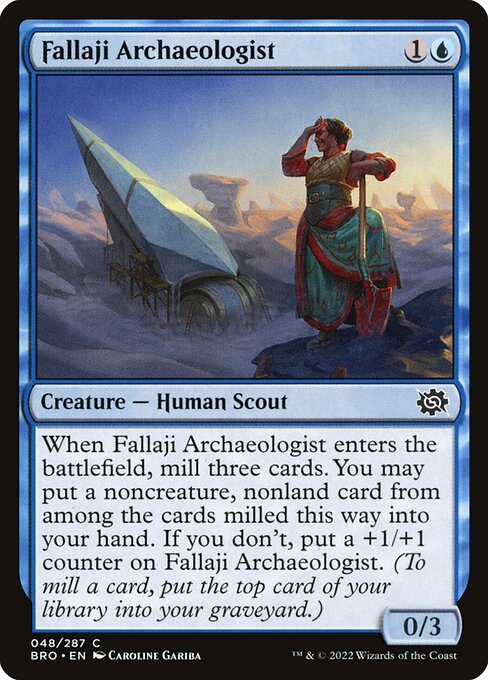 Fallaji Archaeologist 1
Creature — Human Scout
When Fallaji Archaeologist enters the
battlefield, mill three cards. You may
put a noncreature, nonland card from
among the cards milled this way into
your hand. If you don't, put a +1/+1
counter on Fallaji Archaeologist. (To
mill a card, put the top card of your
library into your graveyard.)
0/3
048/287 C
BRO • EN Caroline Gariba
™ & © 2022 Wizards of the Coast